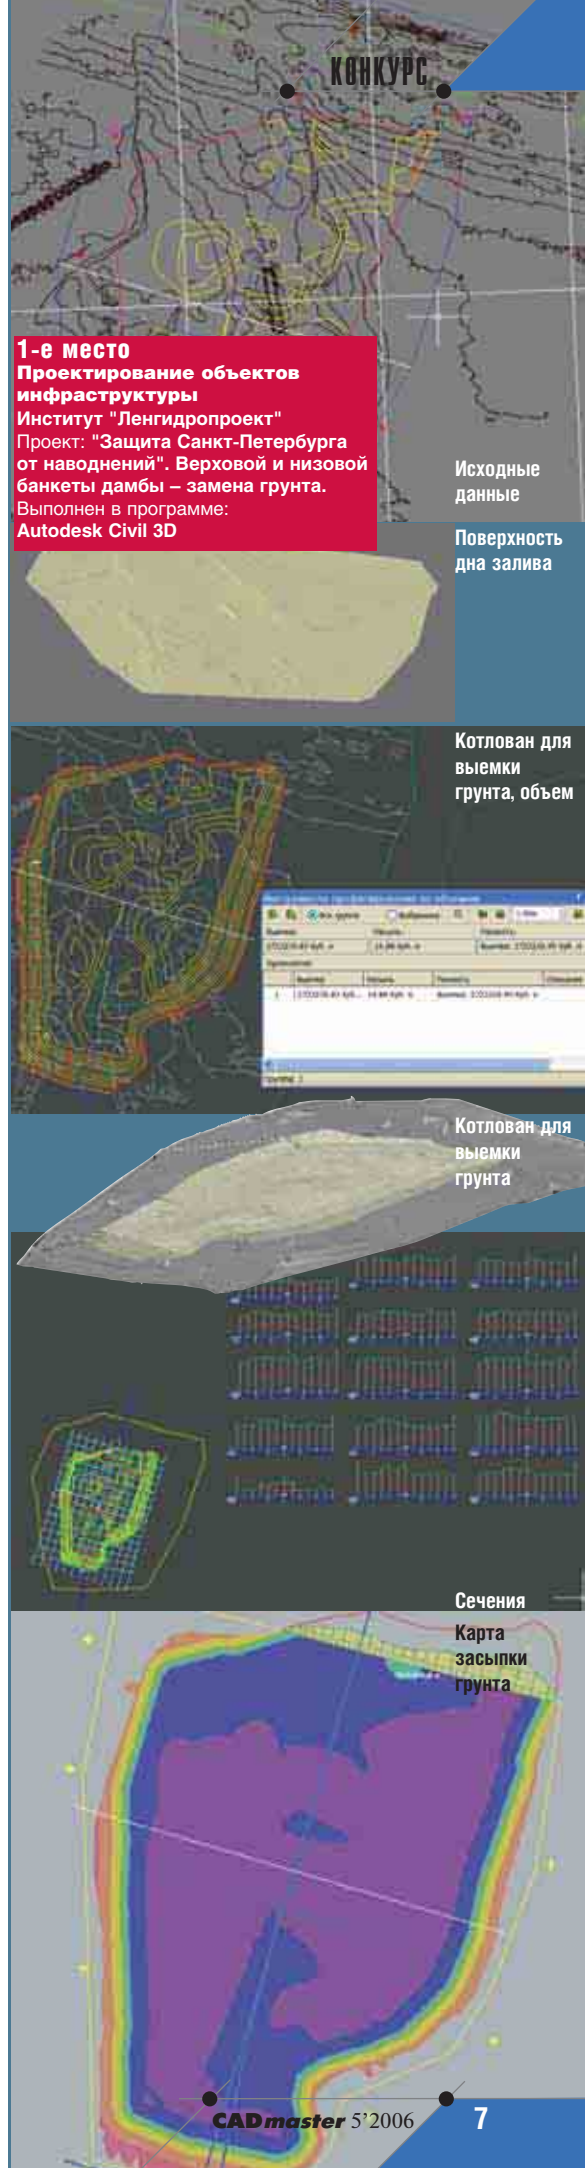 КОНКУРС
1-е место
Проектирование объектов
инфраструктуры
Институт "Ленгидропроект"
Проект: "Защита Санкт-Петербурга
от наводнений". Верховой и низовой
банкеты дамбы – замена грунта.
Выполнен в программе:
Autodesk Civil 3D
Исходные
данные
Поверхность
дна залива
Котлован для
выемки
грунта, объем
Котлован для
выемки
грунта
Сечения
Карта
засыпки
грунта
CADmaster 5'2006
7